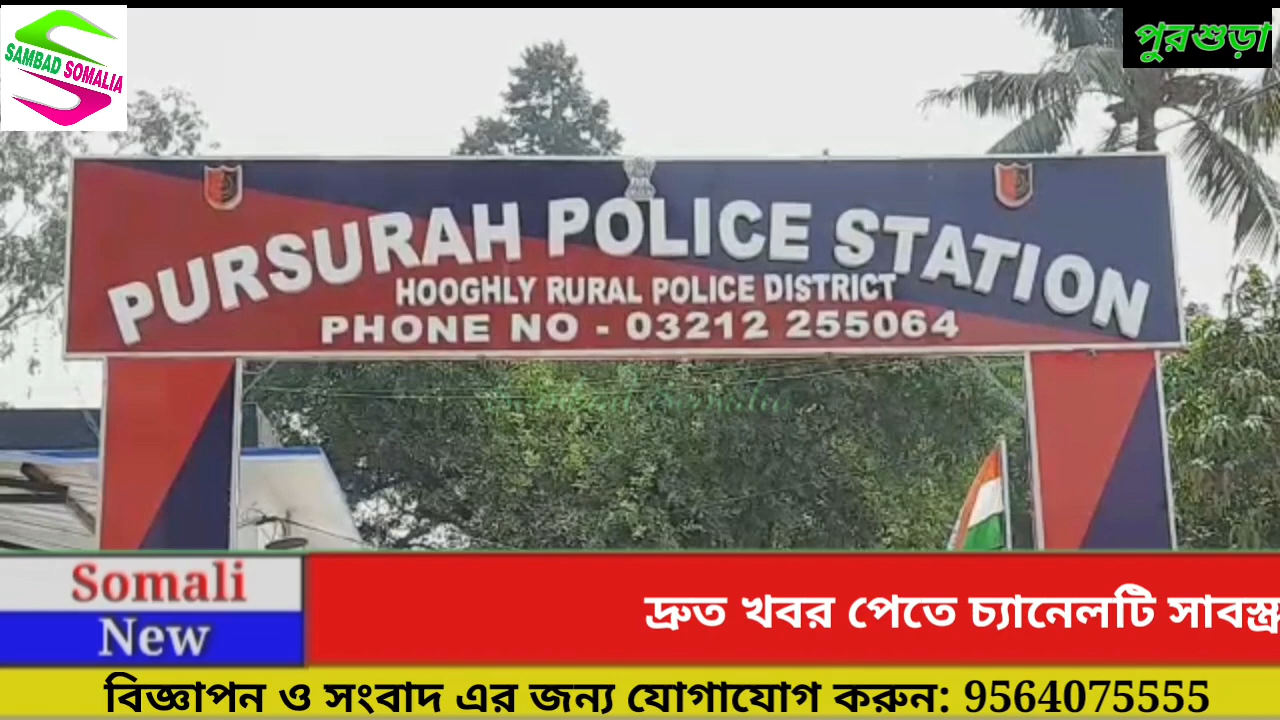 SAMBAD SOMALIA
পুরশুড়া
PURSURAH POLICE STATION
HOOGHLY RURAL POLICE DISTRICT
PHONE NO - 03212 255064
Somali
New
দ্রুত খবর পেতে চ্যানেলটি
বিজ্ঞাপন ও সংবাদ এর জন্য যোগাযোগ করুন: 9564075555